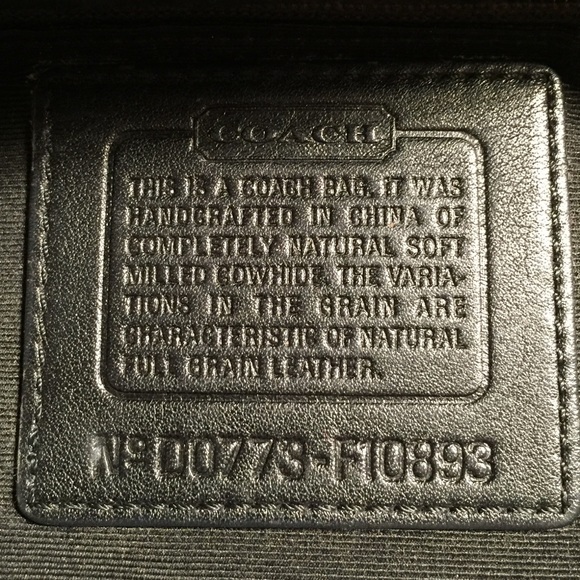 COACH
THIS IS A COACH BAG. IT WAS
HANDCRAFTED IN CHINA OF
COMPLETELY NATURAL SOFT
MILLED COWHIDE. THE VARIA-
TIONS IN THE GRAIN ARE
CHARACTERISTIC OF NATURAL
FULL GRAIN LEATHER.
Nº D0773-F10893